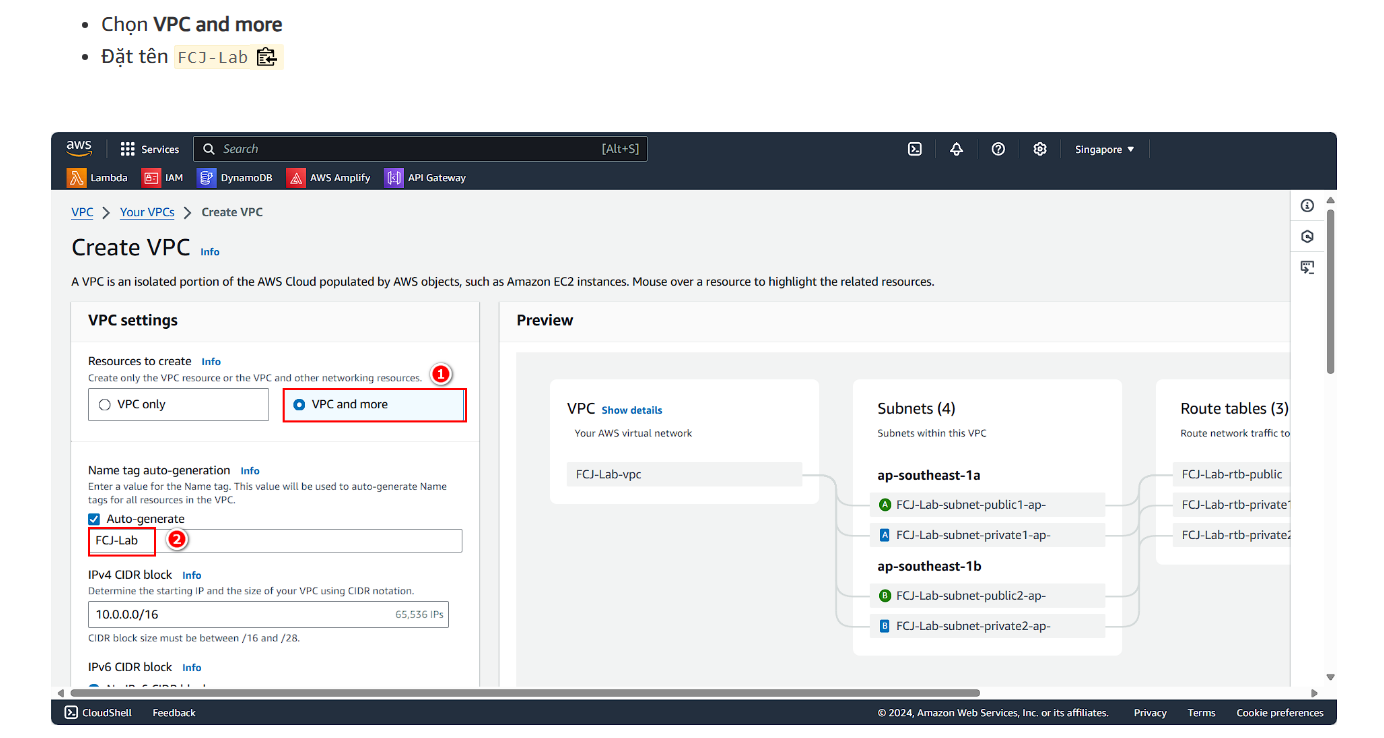 Chọn VPC and more
Đặt tên FCJ-Lab
aws
Services
Search
[Alt+S]
Singapore
Lambda
IAM
DynamoDB
AWS Amplify
API Gateway
VPC
Your VPCs
Create VPC
Create VPC Info
A VPC is an isolated portion of the AWS Cloud populated by AWS objects, such as Amazon EC2 instances. Mouse over a resource to highlight the related resources.
VPC settings
Resources to create Info
Create only the VPC resource or the VPC and other networking resources.
1
VPC only
VPC and more
Name tag auto-generation Info
Enter a value for the Name tag. This value will be used to auto-generate Name
tags for all resources in the VPC.
Auto-generate
FCJ-Lab
2
IPv4 CIDR block Info
Determine the starting IP and the size of your VPC using CIDR notation.
10.0.0.0/16
65,536 IPs
CIDR block size must be between /16 and /28.
IPv6 CIDR block Info
Preview
VPC Show details
Your AWS virtual network
FCJ-Lab-vpc
Subnets (4)
Subnets within this VPC
ap-southeast-1a
A FCJ-Lab-subnet-public1-ap-
A FCJ-Lab-subnet-private1-ap-
ap-southeast-1b
B FCJ-Lab-subnet-public2-ap-
B FCJ-Lab-subnet-private2-ap-
Route tables (3)
Route network traffic to
FCJ-Lab-rtb-public
FCJ-Lab-rtb-private1
FCJ-Lab-rtb-private2
CloudShell
Feedback
© 2024, Amazon Web Services, Inc. or its affiliates.
Privacy
Terms
Cookie preferences